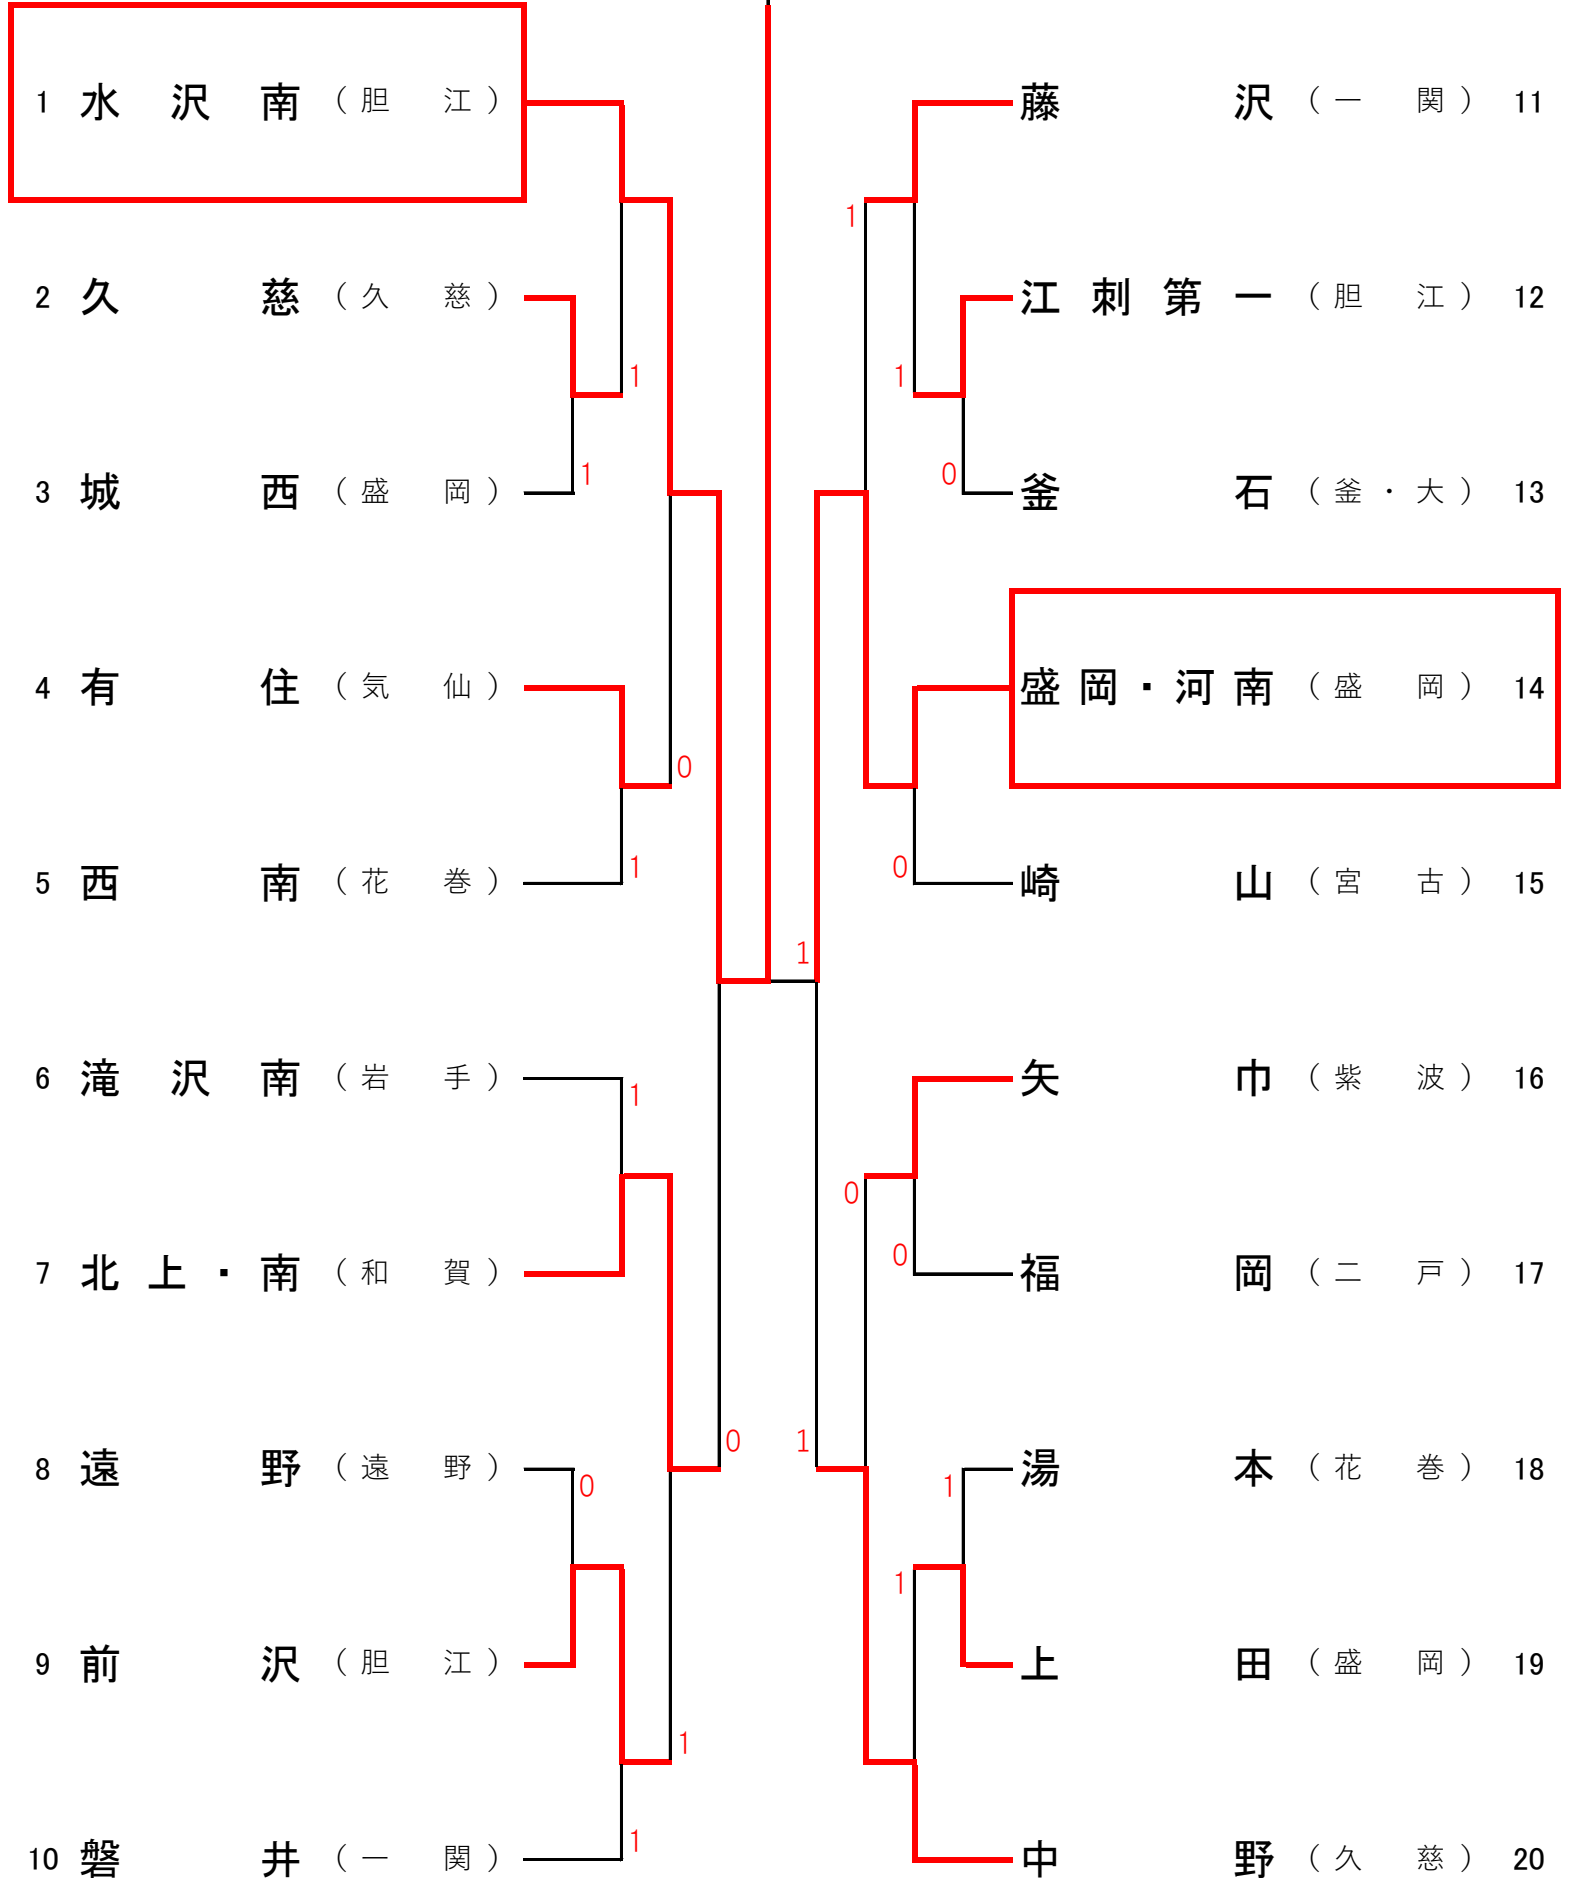 1 水沢南 (胆江)
藤沢 (一関) 11
1
2 久慈 (久慈)
江刺第一 (胆江) 12
1
1
1
0
3 城西 (盛岡)
釜石 (釜・大) 13
4 有住 (気仙)
盛岡・河南 (盛岡) 14
0
1
0
5 西南 (花巻)
崎山 (宮古) 15
1
6 滝沢南 (岩手)
矢巾 (紫波) 16
1
0
0
7 北上・南 (和賀)
福岡 (二戸) 17
0
1
8 遠野 (遠野)
湯本 (花巻) 18
0
1
1
9 前沢 (胆江)
上田 (盛岡) 19
1
1
10 磐井 (一関)
中野 (久慈) 20